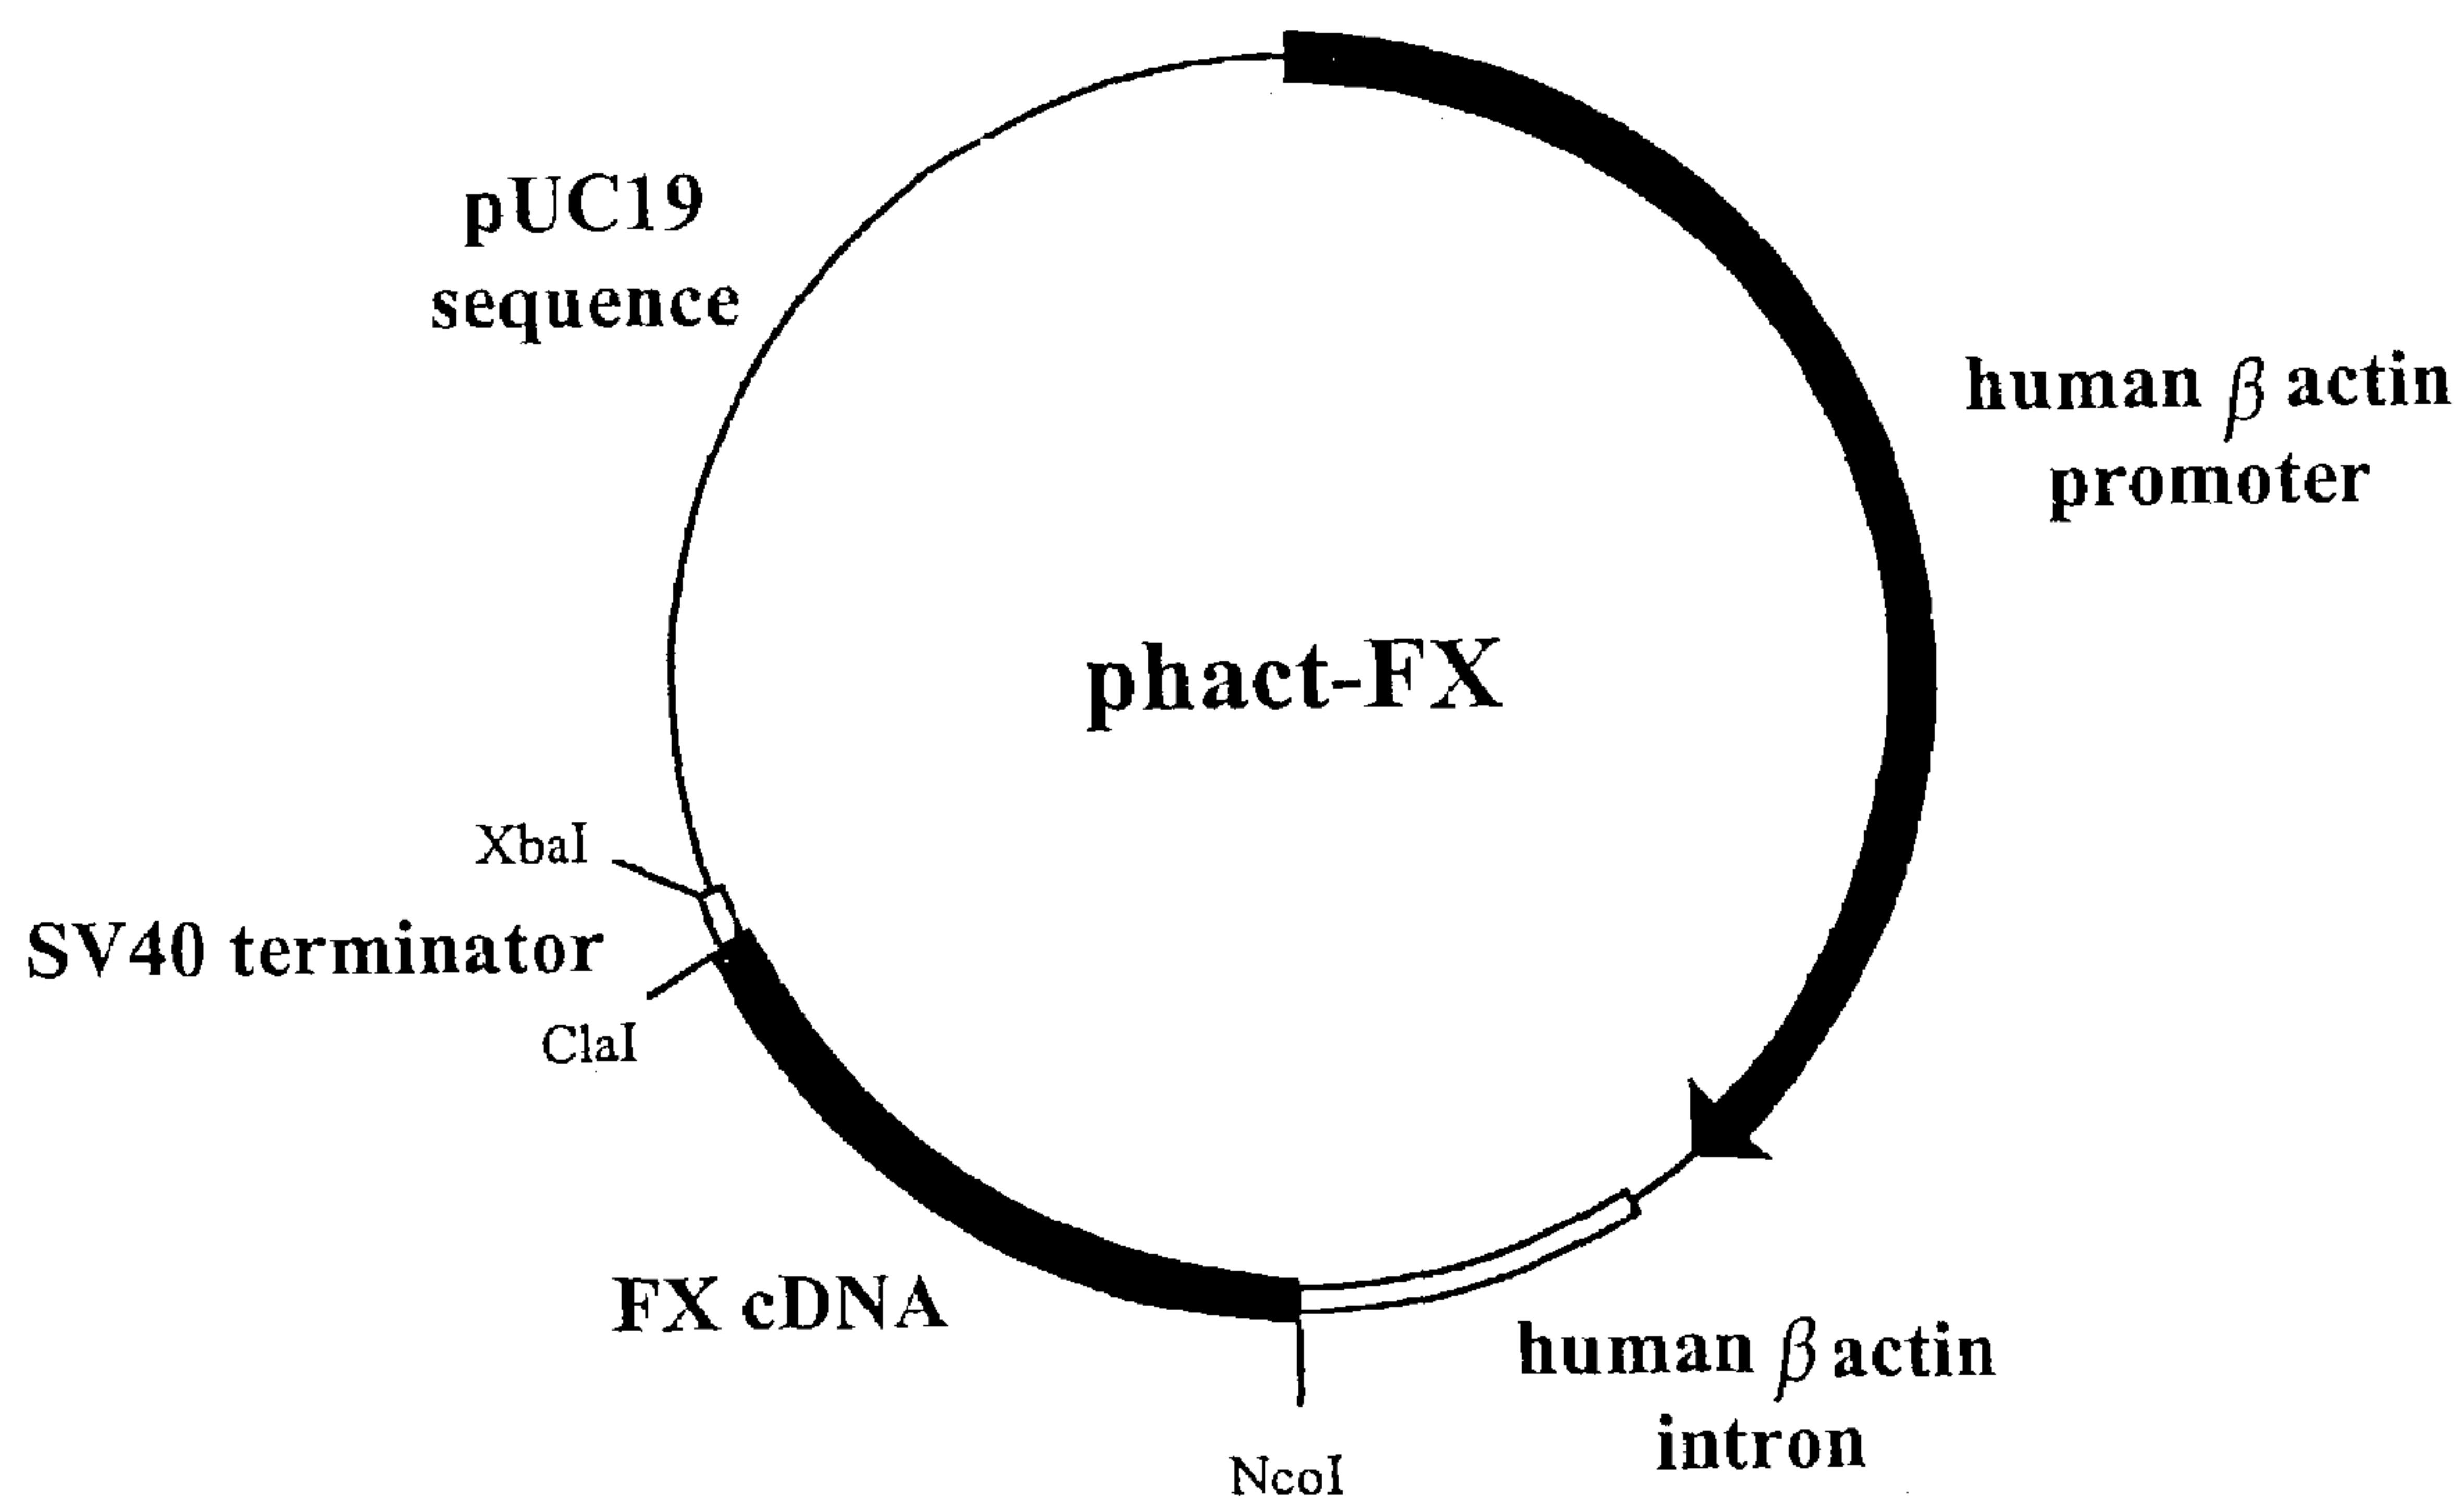 pUC19
sequence
human β actin
promoter
phact-FX
XbaI
SV40 terminator
ClaI
FX cDNA
human β actin
intron
NcoI